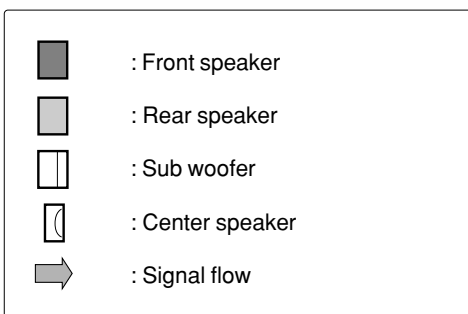 : Front speaker
: Rear speaker
: Sub woofer
: Center speaker
: Signal flow